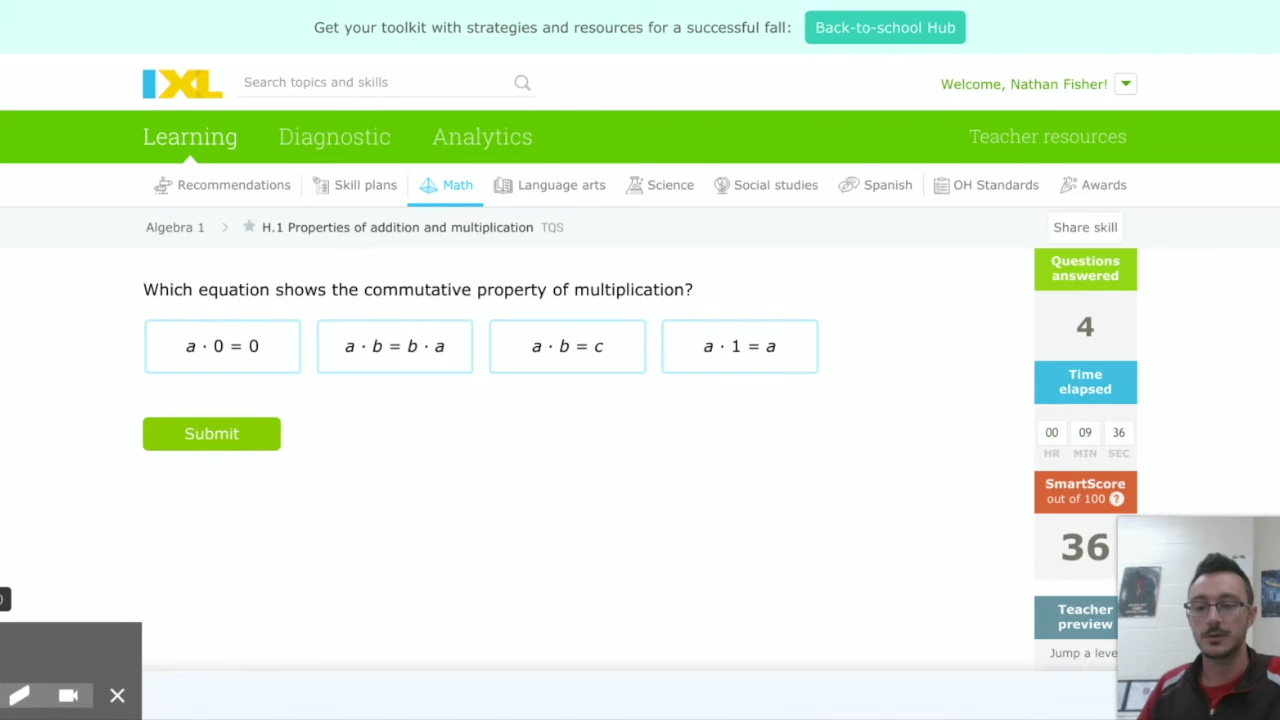 Get your toolkit with strategies and resources for a successful fall: Back-to-school Hub
IXL Search topics and skills Welcome, Nathan Fisher!
Learning Diagnostic Analytics Teacher resources
Recommendations Skill plans Math Language arts Science Social studies Spanish OH Standards Awards
Algebra 1 > H.1 Properties of addition and multiplication TQS Share skill
Which equation shows the commutative property of multiplication?
a · 0 = 0 a · b = b · a a · b = c a · 1 = a
Submit
Questions
answered
4
Time
elapsed
00 09 36
HR MIN SEC
SmartScore
out of 100 ?
36
Teacher
preview
Jump a leve